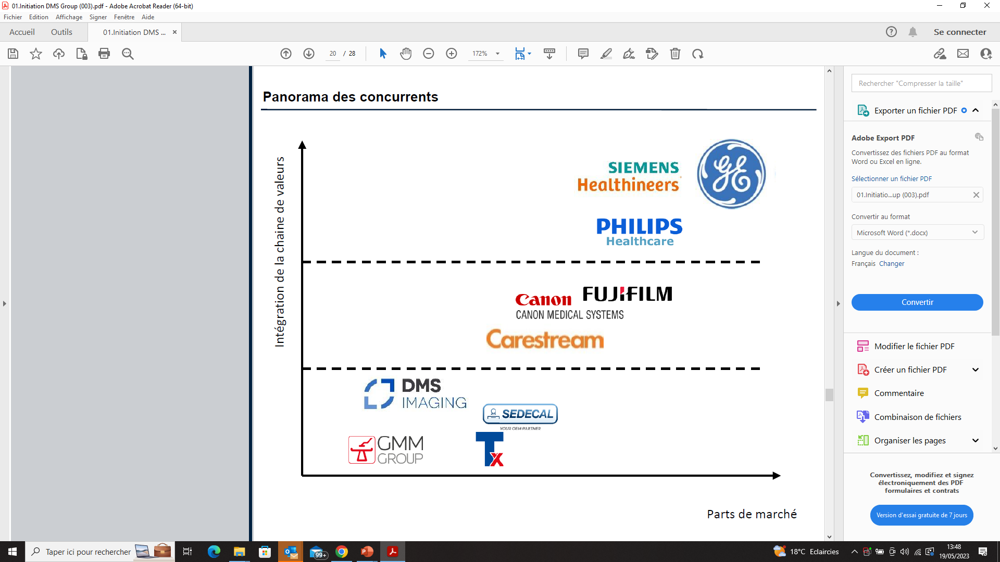 01.Initiation DMS Group (003).pdf - Adobe Acrobat Reader (64-bit)
Fichier Edition Affichage Signer Fenêtre Aide
Accueil Outils 01.Initiation DMS ... × Se connecter
20 / 28 172%
Panorama des concurrents
Intégration de la chaine de valeurs
SIEMENS
Healthineers
GE
PHILIPS
Healthcare
Canon
CANON MEDICAL SYSTEMS
FUJIFILM
Carestream
DMS
IMAGING
SEDECAL
YOUR OEM PARTNER
GMM
GROUP
Tx
Parts de marché
Rechercher "Compresser la taille"
Exporter un fichier PDF
Adobe Export PDF
Convertissez des fichiers PDF au format
Word ou Excel en ligne.
Sélectionner un fichier PDF
01.Initiatio...up (003).pdf
Convertir au format
Microsoft Word (*.docx)
Langue du document :
Français Changer
Convertir
Modifier le fichier PDF
Créer un fichier PDF
Commentaire
Combinaison de fichiers
Organiser les pages
Convertissez, modifiez et signez
électroniquement des PDF
formulaires et contrats
Version d'essai gratuite de 7 jours
Taper ici pour rechercher
99+
18°C Eclaircies
13:48
19/05/2023